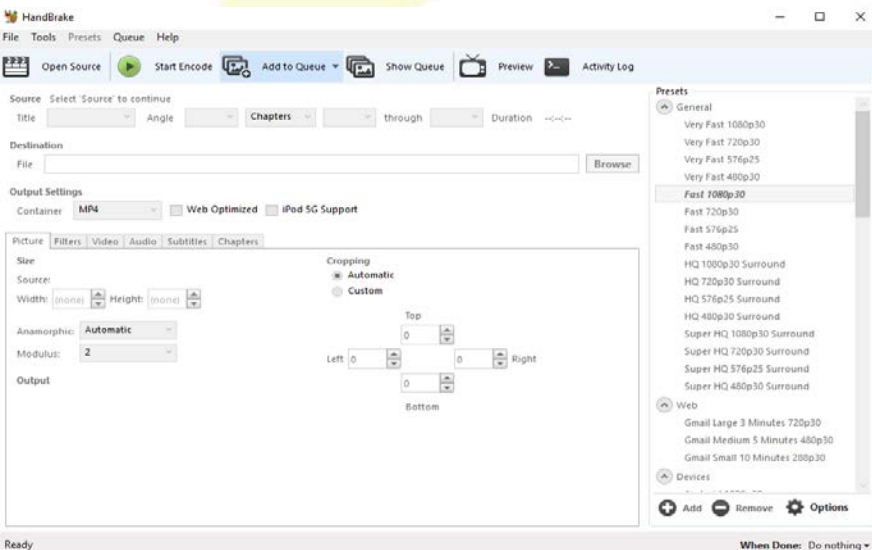 HandBrake
File Tools Presets Queue Help
Open Source Start Encode Add to Queue Show Queue Preview Activity Log
Source Select 'Source' to continue
Title Angle Chapters through Duration --:--:--
Destination
File Browse
Output Settings
Container MP4 Web Optimized iPod 5G Support
Picture Filters Video Audio Subtitles Chapters
Size
Source:
Width: (none) Height: (none)
Anamorphic: Automatic
Modulus: 2
Output
Cropping
Automatic
Custom
Top
0
Left 0 0 Right
0
Bottom
Presets
General
Very Fast 1080p30
Very Fast 720p30
Very Fast 576p25
Very Fast 480p30
Fast 1080p30
Fast 720p30
Fast 576p25
Fast 480p30
HQ 1080p30 Surround
HQ 720p30 Surround
HQ 576p25 Surround
HQ 480p30 Surround
Super HQ 1080p30 Surround
Super HQ 720p30 Surround
Super HQ 576p25 Surround
Super HQ 480p30 Surround
Web
Gmail Large 3 Minutes 720p30
Gmail Medium 5 Minutes 480p30
Gmail Small 10 Minutes 288p30
Devices
Add Remove Options
Ready
When Done: Do nothing